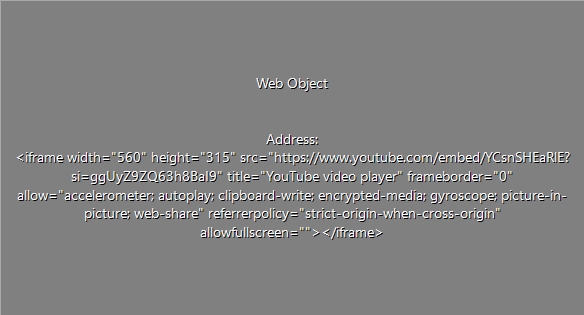 Web Object
Address:
<iframe width="560" height="315" src="https://www.youtube.com/embed/YCsnSHEaRlE?
si=ggUyZ9ZQ63h8BaI9" title="YouTube video player" frameborder="0"
allow="accelerometer; autoplay; clipboard-write; encrypted-media; gyroscope; picture-in-
picture; web-share" referrerpolicy="strict-origin-when-cross-origin"
allowfullscreen=""></iframe>